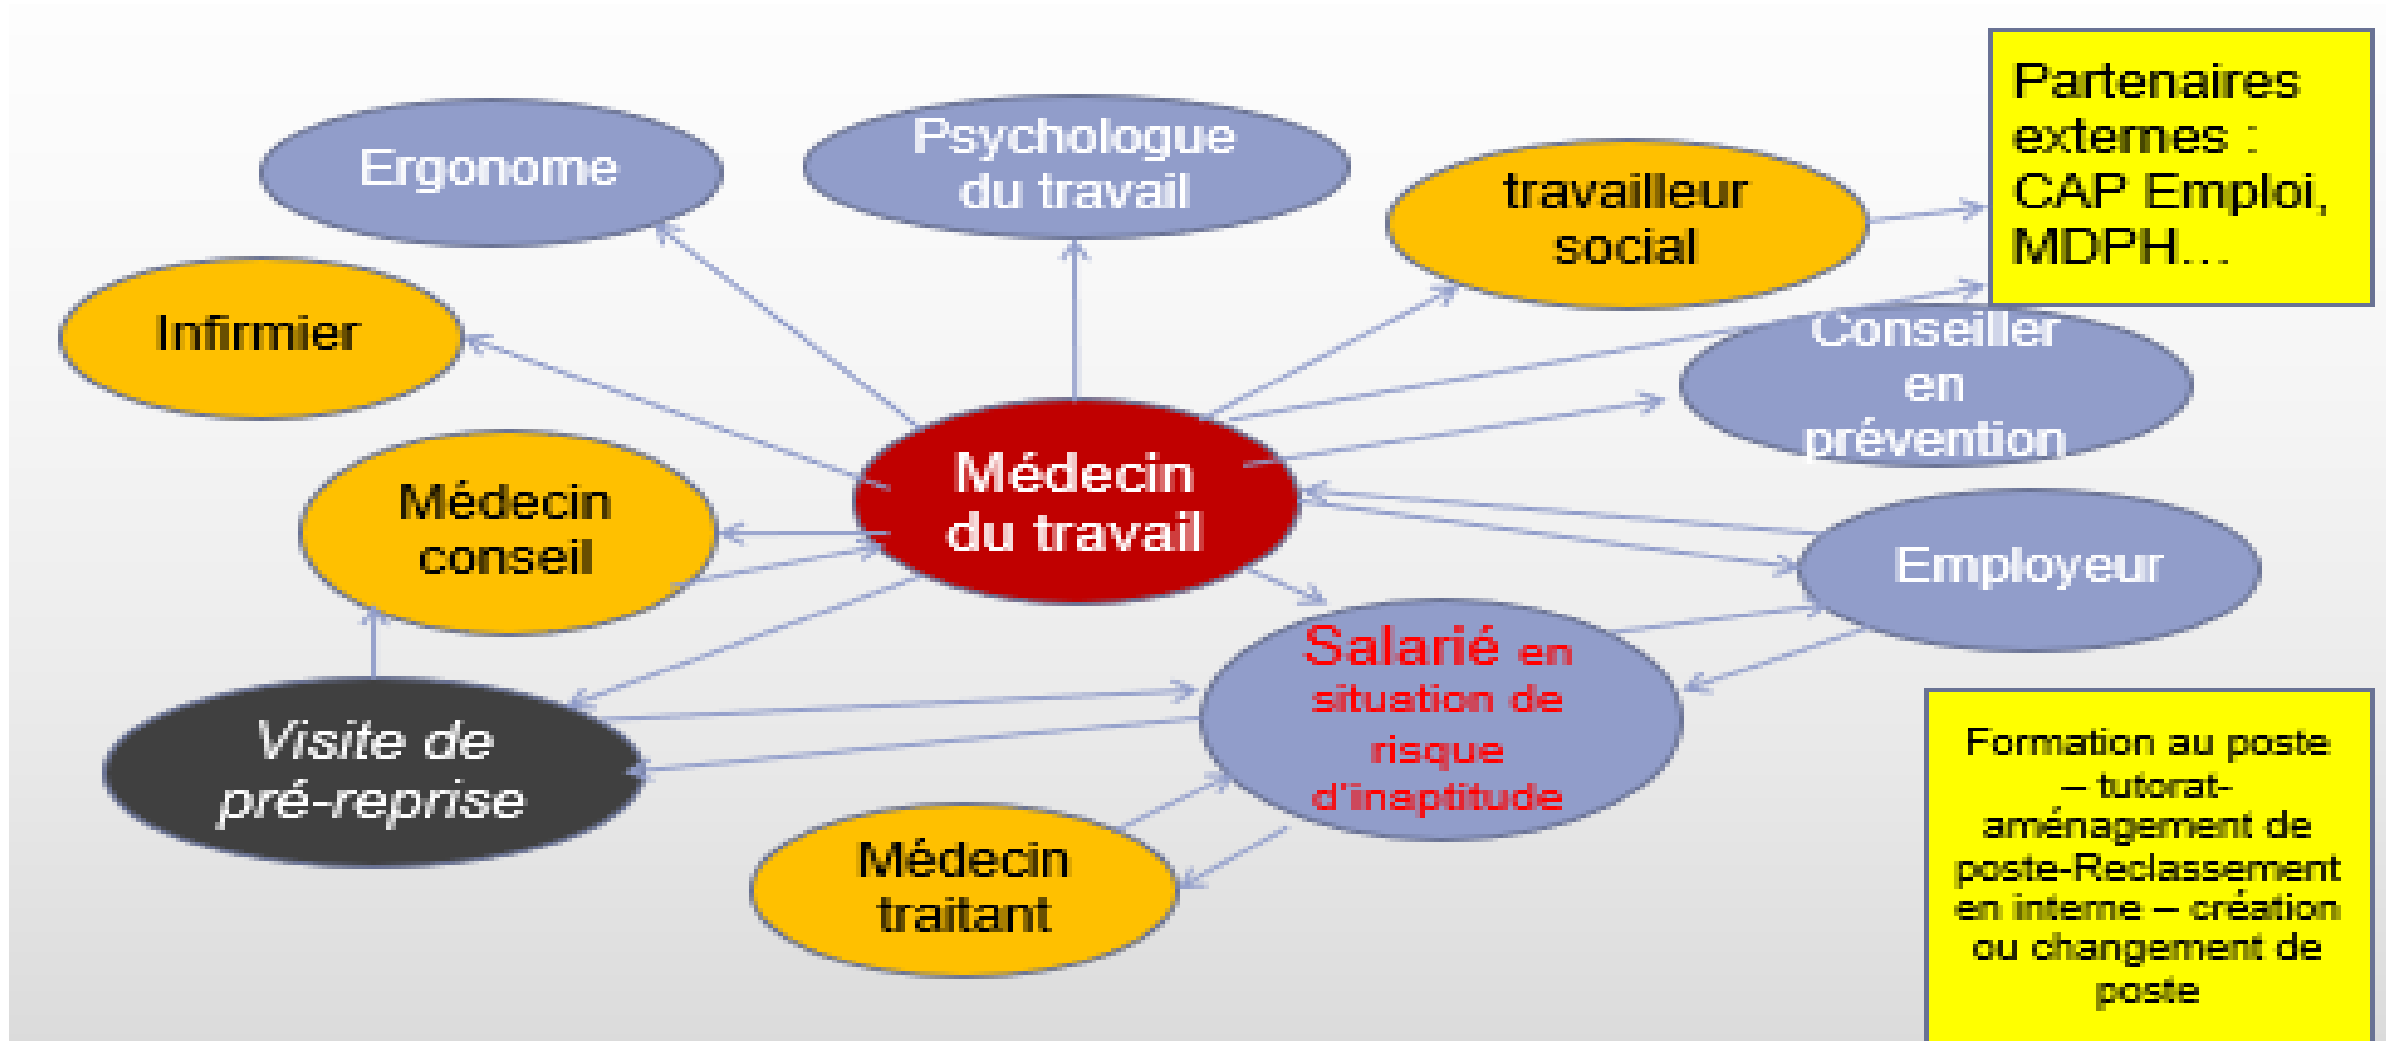 Partenaires
externes :
CAP Emploi,
MDPH...
Ergonome
Psychologue
du travail
travailleur
social
Infirmier
Conseiller
en
prévention
Médecin
du travail
Médecin
conseil
Employeur
Salarié en
situation de
risque
d'inaptitude
Visite de
pré-reprise
Médecin
traitant
Formation au poste
– tutorat-
aménagement de
poste-Reclassement
en interne – création
ou changement de
poste